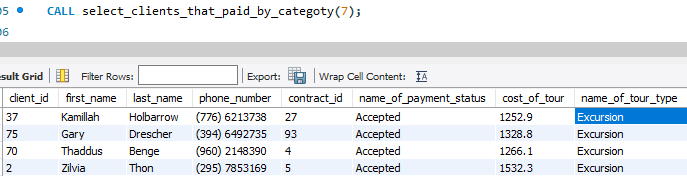 05 CALL select_clients_that_paid_by_categoty(7);
06
Result Grid Filter Rows: Export: Wrap Cell Content: IA
client_id first_name last_name phone_number contract_id name_of_payment_status cost_of_tour name_of_tour_type
37 Kamillah Holbarrow (776) 6213738 27 Accepted 1252.9 Excursion
75 Gary Drescher (394) 6492735 93 Accepted 1328.8 Excursion
70 Thaddus Benge (960) 2148390 4 Accepted 1266.1 Excursion
2 Zilvia Thon (295) 7853169 5 Accepted 1532.3 Excursion